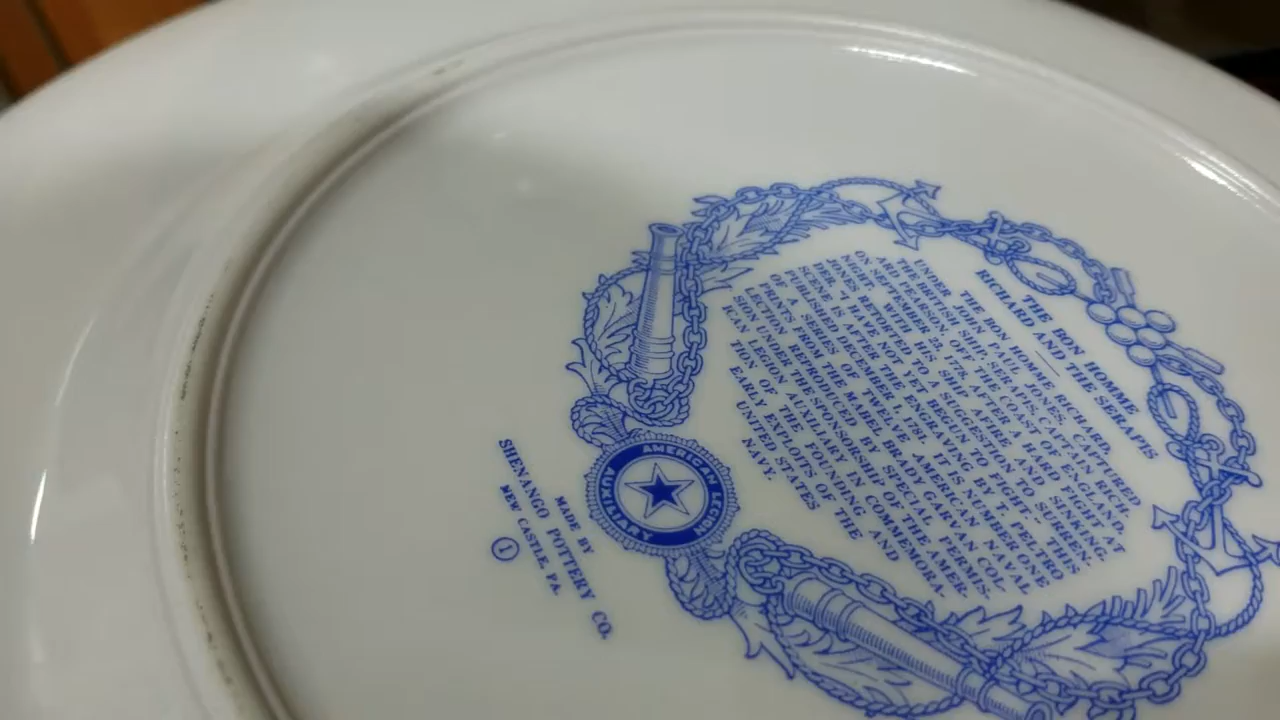 THE BON HOMME
RICHARD AND THE SERAPIS
THE BON HOMME RICHARD,
UNDER JOHN PAUL JONES, CAPTURED
THE BRITISH SHIP, SERAPIS, CAPTAIN RICH-
ARD PEARSON, OFF THE COAST OF ENGLAND
ON SEPTEMBER 23, 1779, AFTER A HARD FIGHT AT
NIGHT. HIS SHIP AFIRE AND SINKING,
JONES RETORTED TO A SUGGESTION TO SURREN-
DER, "I HAVE NOT YET BEGUN TO FIGHT." THIS
SCENE IS AFTER THE ENGRAVING BY T. PELTRO
PUBLISHED DECEMBER 1, 1781. IT IS NUMBER ONE
OF A SERIES OF TWELVE AMERICAN NAVAL
PRINTS FROM THE MABEL BRADY GARVAN COL-
LECTION REPRODUCED BY SPECIAL PERMIS-
SION UNDER THE SPONSORSHIP OF THE AMER-
ICAN LEGION AUXILIARY IN COMMEMORA-
TION OF THE FOUNDING AND
EARLY EXPLOITS OF THE
UNITED STATES
NAVY.
AMERICAN LEGION
AUXILIARY
MADE BY
SHENANGO POTTERY CO.
NEW CASTLE, PA.
1